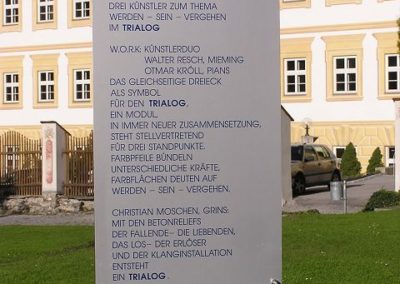 DREI KÜNSTLER ZUM THEMA
WERDEN – SEIN – VERGEHEN
IM TRIALOG
W.O.R.K: KÜNSTLERDUO
WALTER RESCH, MIEMING
OTMAR KRÖLL, PIANS
DAS GLEICHSEITIGE DREIECK
ALS SYMBOL
FÜR DEN TRIALOG,
EIN MODUL,
IN IMMER NEUER ZUSAMMENSETZUNG,
STEHT STELLVERTRETEND
FÜR DREI STANDPUNKTE.
FARBPFEILE BÜNDELN
UNTERSCHIEDLICHE KRÄFTE,
FARBFLÄCHEN DEUTEN AUF
WERDEN – SEIN – VERGEHEN.
CHRISTIAN MOSCHEN, GRINS:
MIT DEN BETONRELIEFS
DER FALLENDE– DIE LIEBENDEN,
DAS LOS– DER ERLÖSER
UND DER KLANGINSTALLATION
ENTSTEHT
EIN TRIALOG.